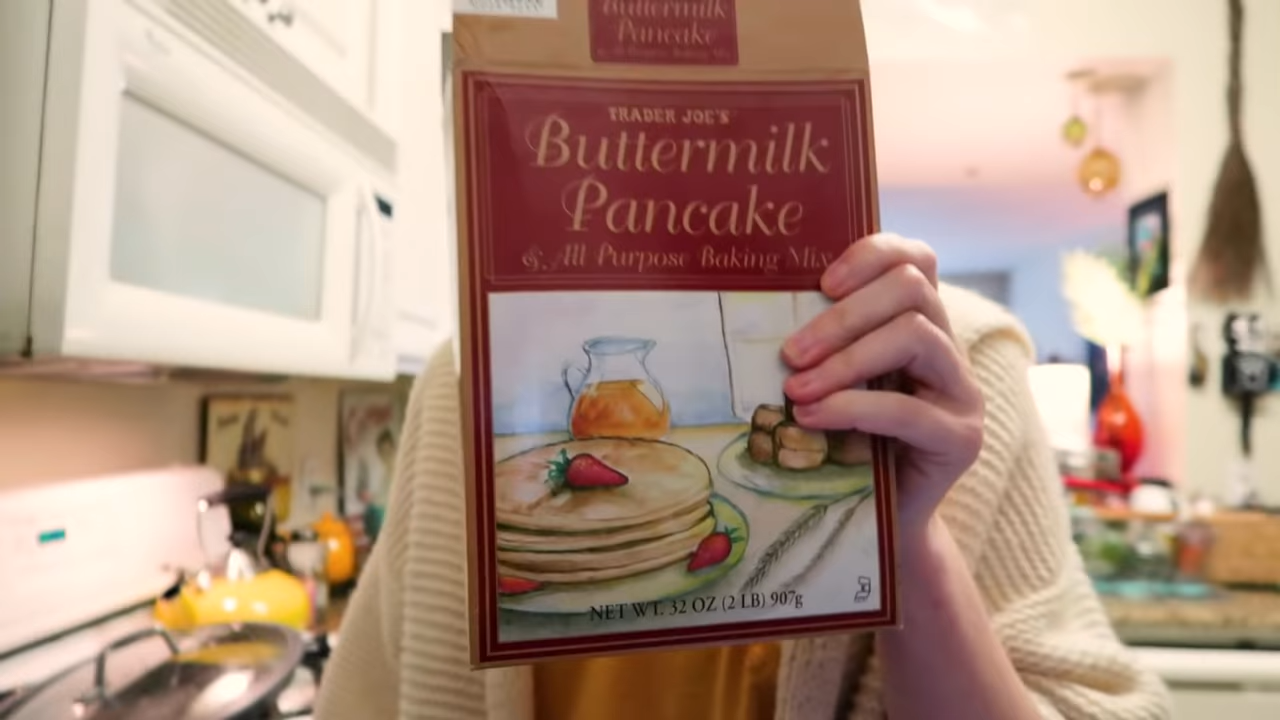 Buttermilk
Pancake
TRADER JOE'S
Buttermilk
Pancake
& All Purpose Baking Mix
NET WT. 32 OZ (2 LB) 907g